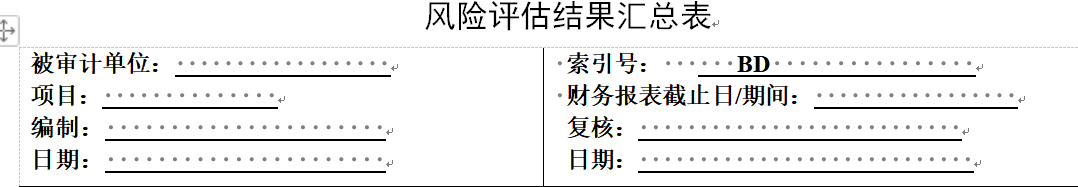 风险评估结果汇总表
被审计单位： 索引号： BD
项目： 财务报表截止日/期间：
编制： 复核：
日期： 日期：